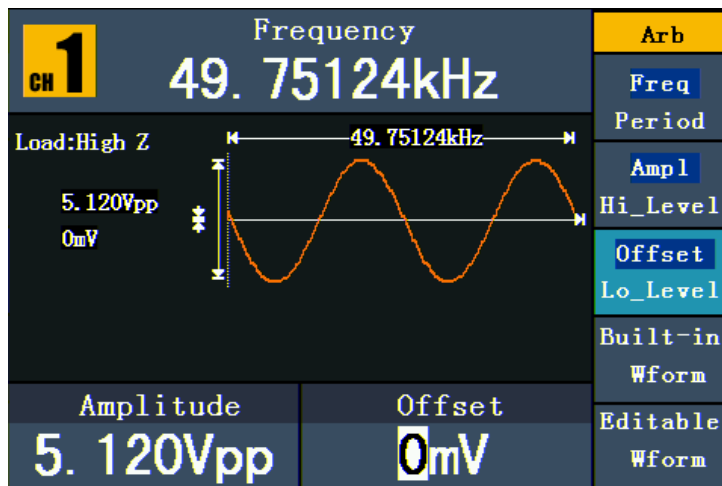 CH 1
Frequency
49. 75124kHz
Load:High Z
49. 75124kHz
5. 120Vpp
0mV
Amplitude
5. 120Vpp
Offset
0mV
Arb
Freq
Period
Ampl
Hi_Level
Offset
Lo_Level
Built-in
Wform
Editable
Wform